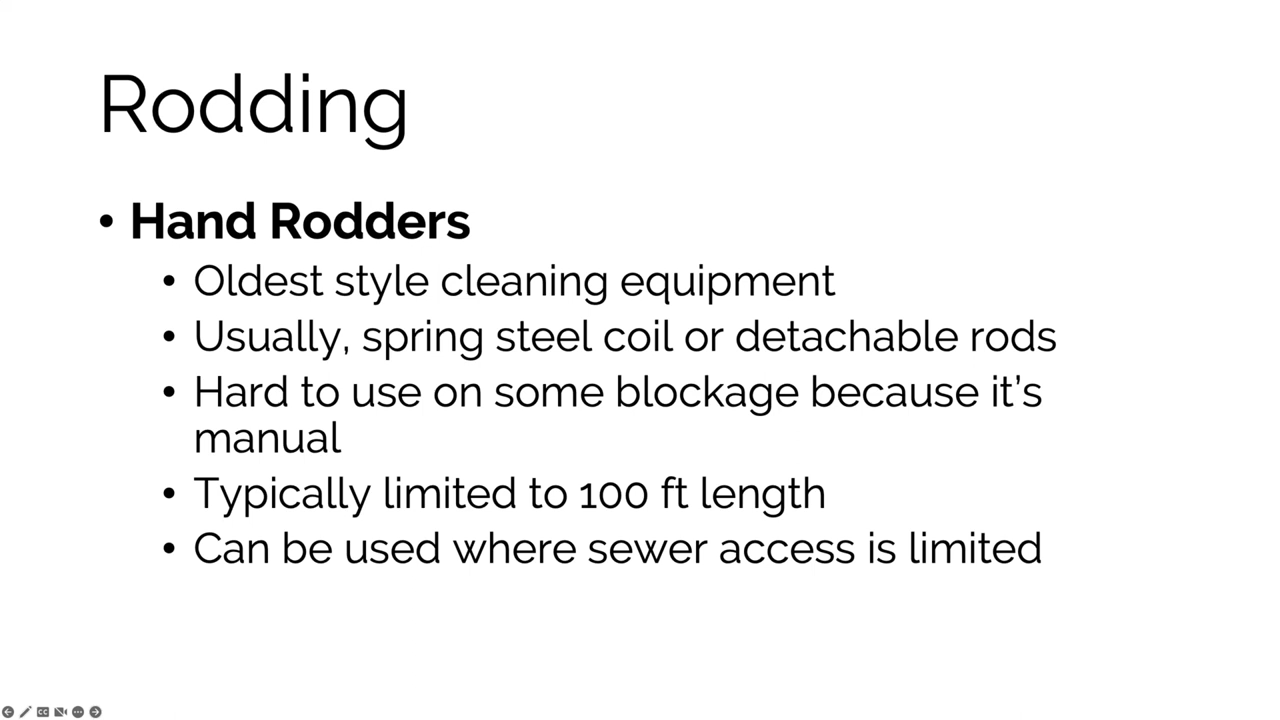 Rodding
• Hand Rodders
• Oldest style cleaning equipment
• Usually, spring steel coil or detachable rods
• Hard to use on some blockage because it’s
manual
• Typically limited to 100 ft length
• Can be used where sewer access is limited
CC